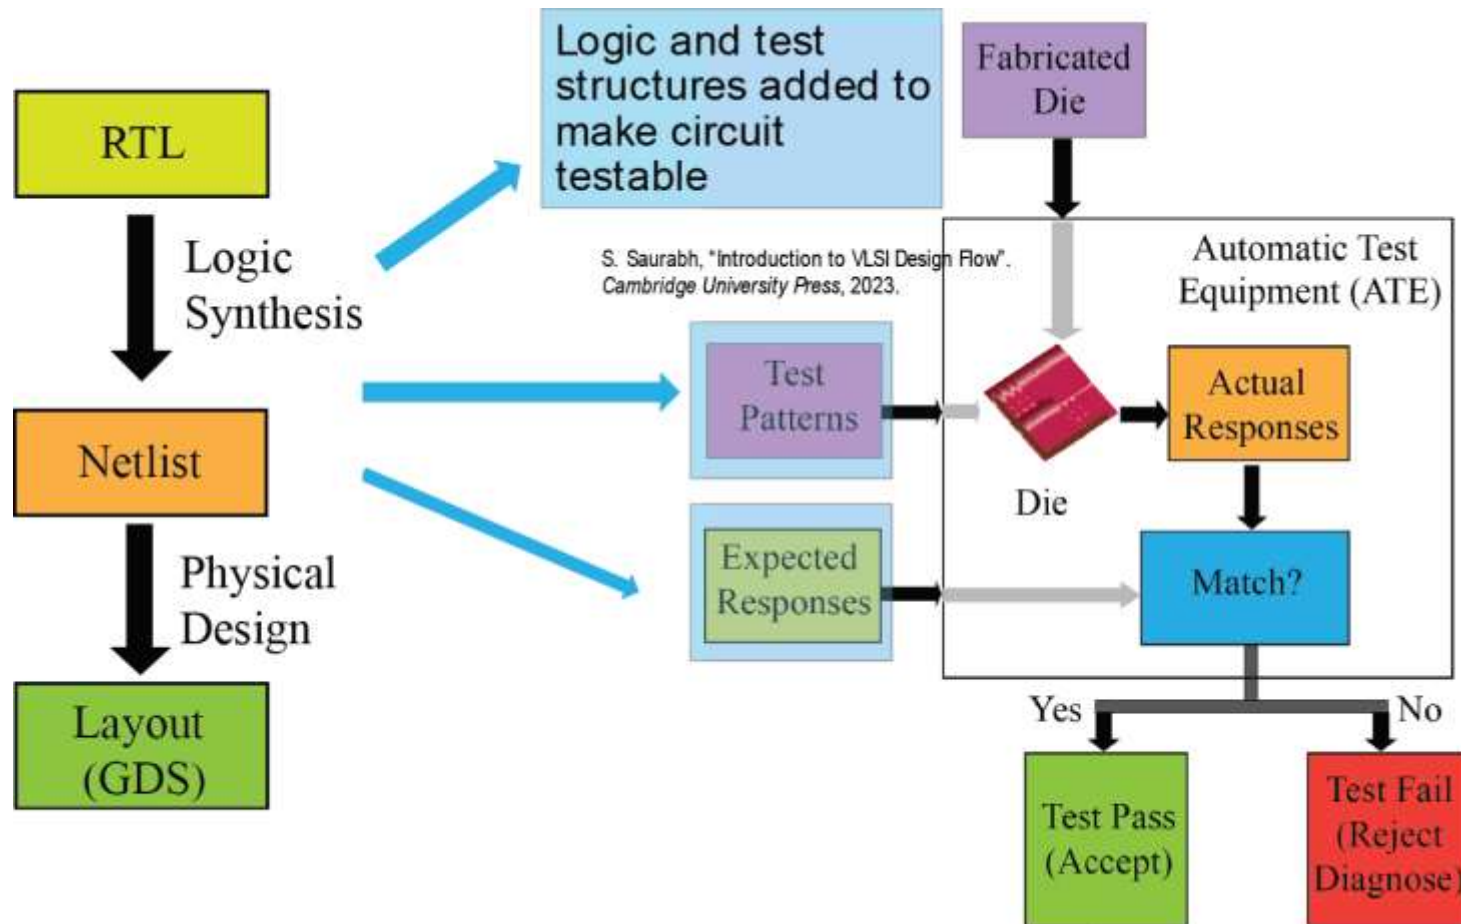 RTL
Logic
Synthesis
Netlist
Physical
Design
Layout
(GDS)
Logic and test
structures added to
make circuit
testable
S. Saurabh, "Introduction to VLSI Design Flow".
Cambridge University Press, 2023.
Test
Patterns
Expected
Responses
Fabricated
Die
Automatic Test
Equipment (ATE)
Die
Actual
Responses
Match?
Yes
No
Test Pass
(Accept)
Test Fail
(Reject
Diagnose)